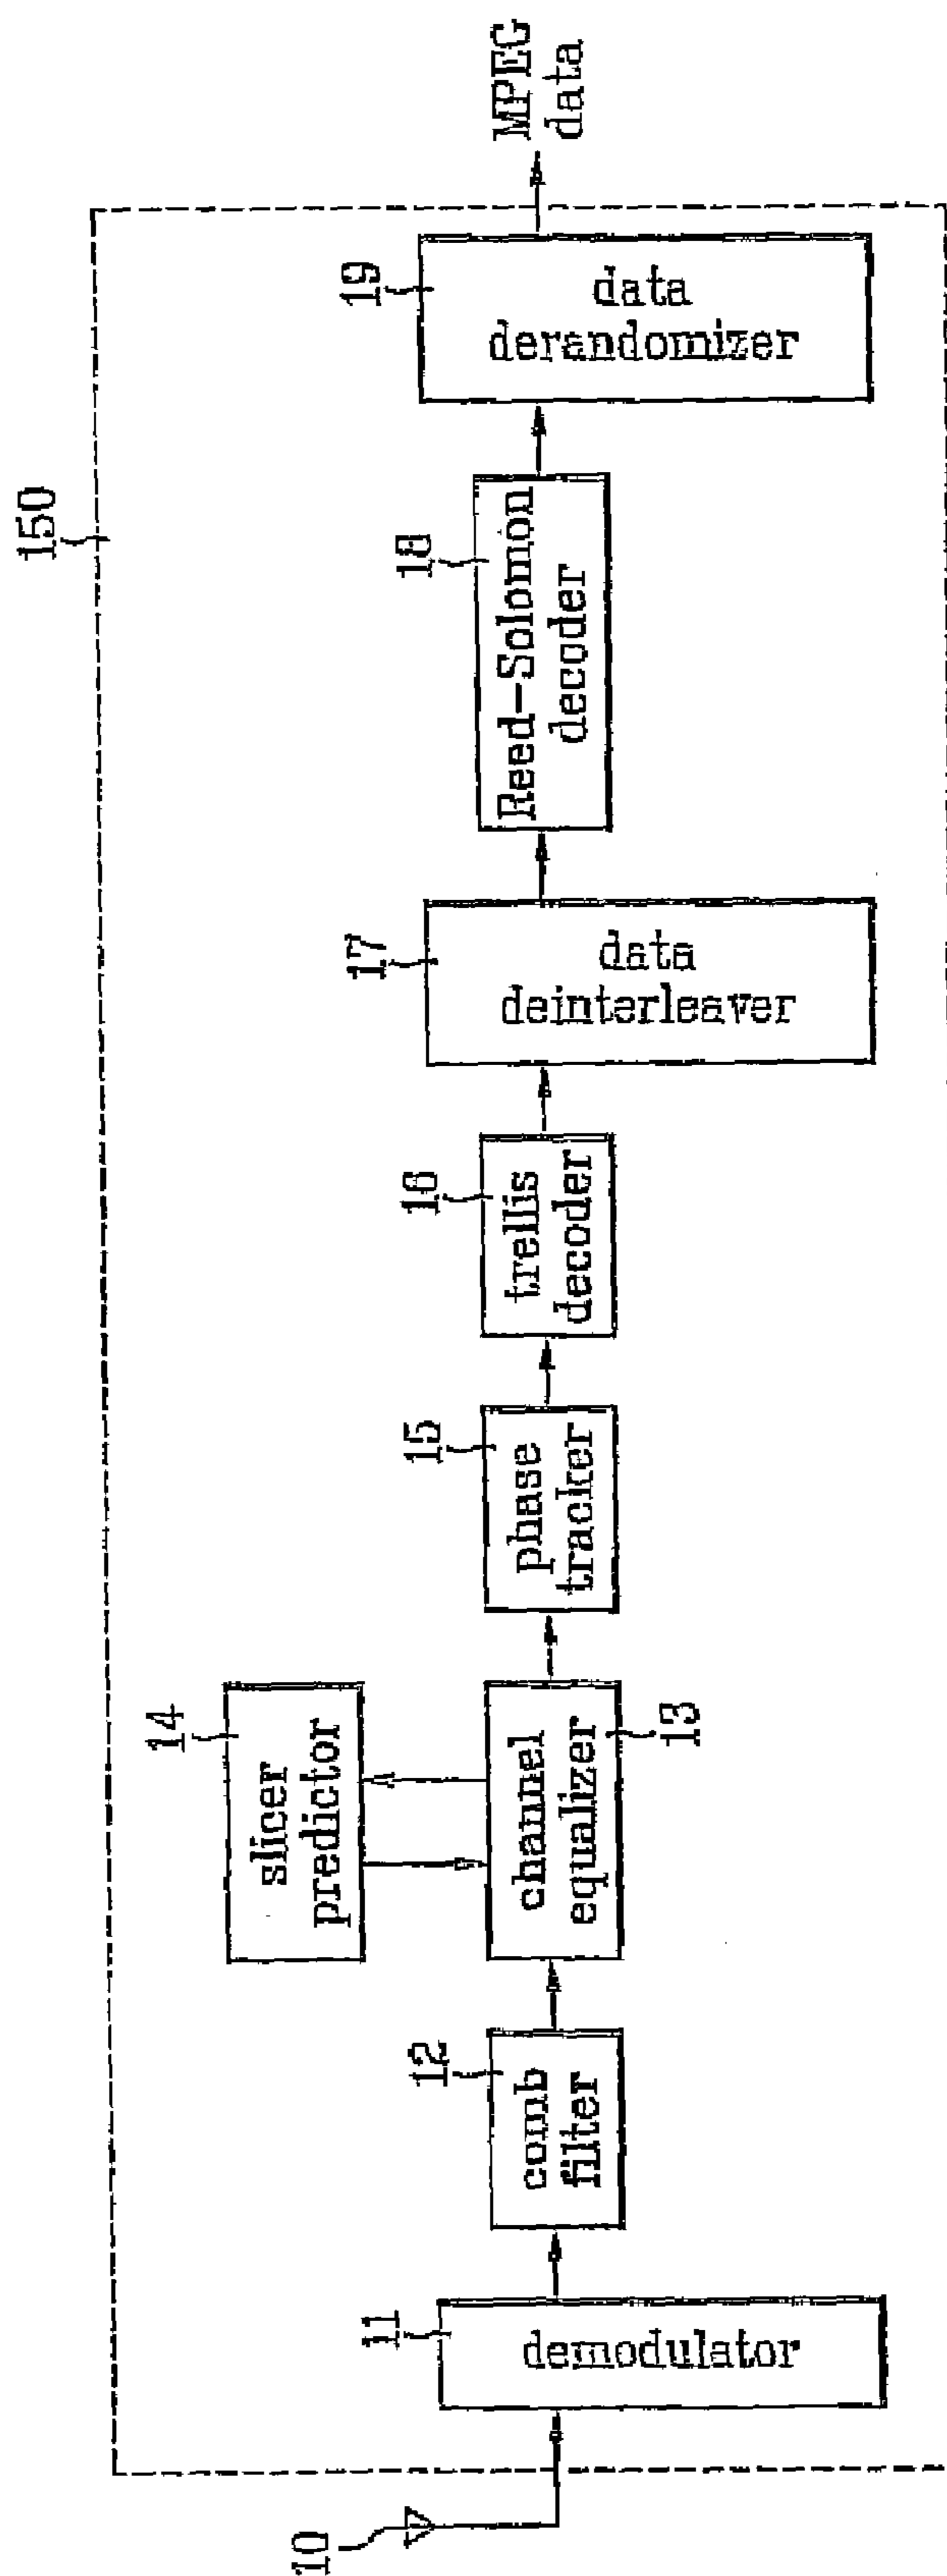 150
10
11
demodulator
12
comb
filter
14
slicer
predictor
channel
equalizer
13
15
phase
tracker
16
trellis
decoder
17
data
deinterleaver
18
Reed-Solomon
decoder
19
data
derandomizer
MPEG
data